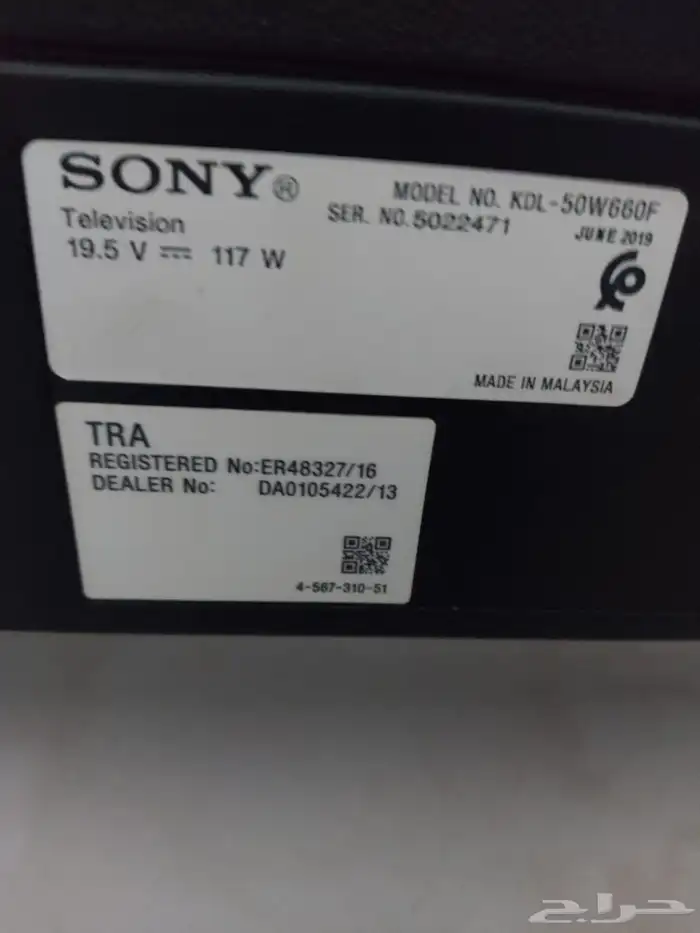 SONY®
MODEL NO. KDL-50W660F
Television
SER. NO. 5022471
JUNE 2019
19.5 V ⎓ 117 W
MADE IN MALAYSIA
TRA
REGISTERED No:ER48327/16
DEALER No: DA0105422/13
4-567-310-51
حراج